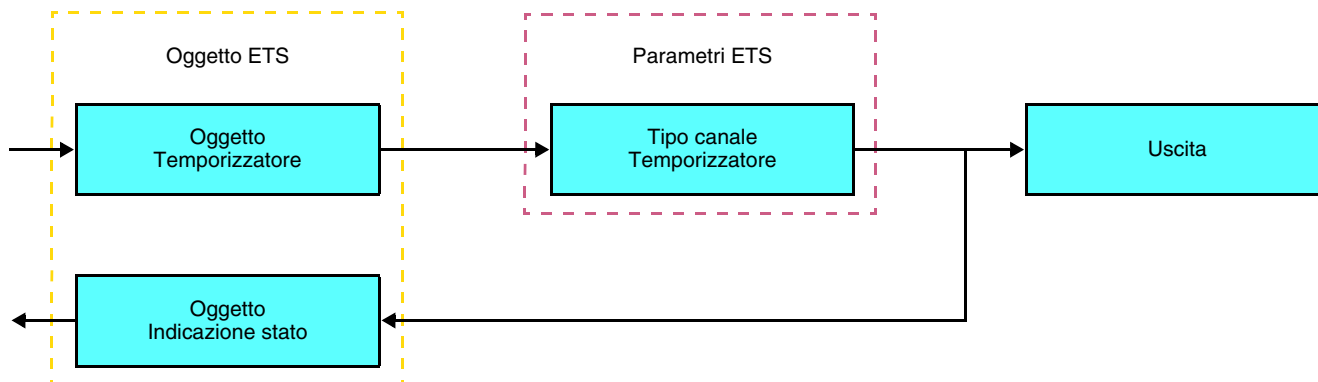 Oggetto ETS
Parametri ETS
Oggetto
Temporizzatore
Tipo canale
Temporizzatore
Uscita
Oggetto
Indicazione stato